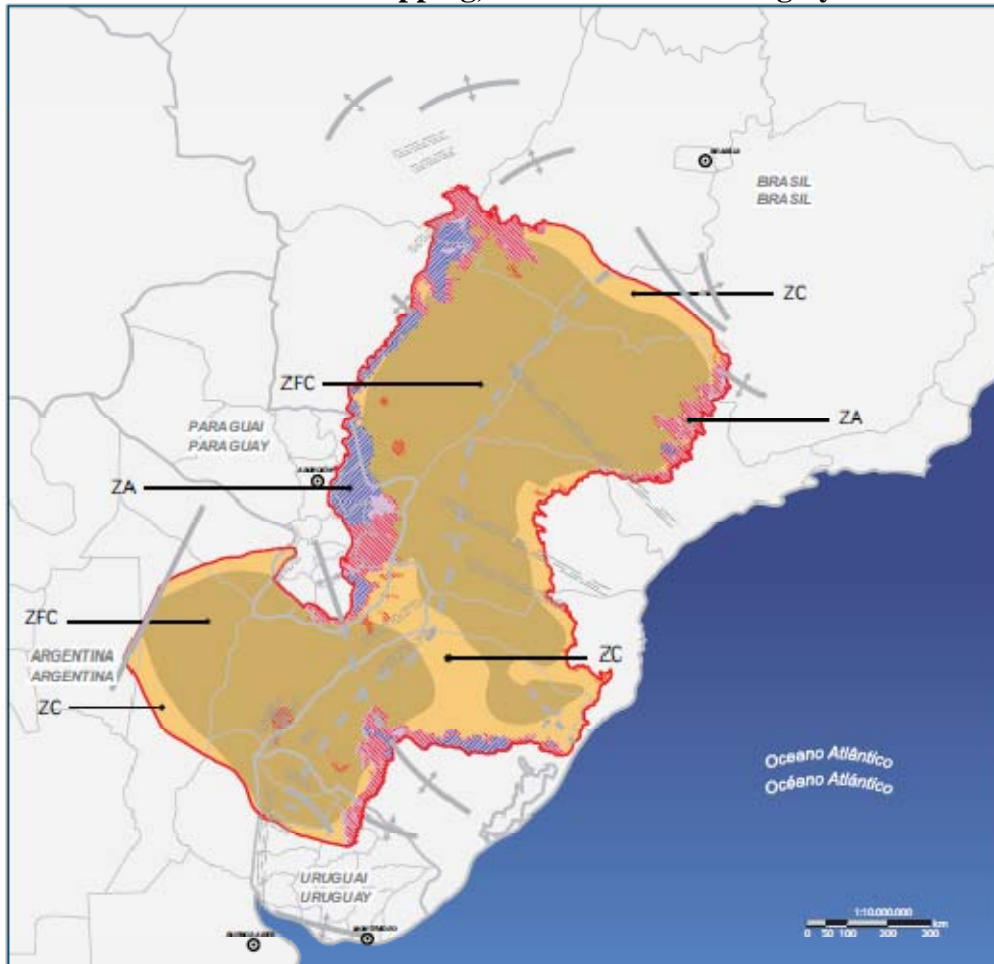 BRASIL
BRASIL
ZC
ZFC
ZA
PARAGUAI
PARAGUAY
ZA
ZFC
ZC
ARGENTINA
ARGENTINA
ZC
Oceano Atlântico
Océano Atlántico
URUGUAI
URUGUAY
1:10.000.000
0 50 100 200 300 km